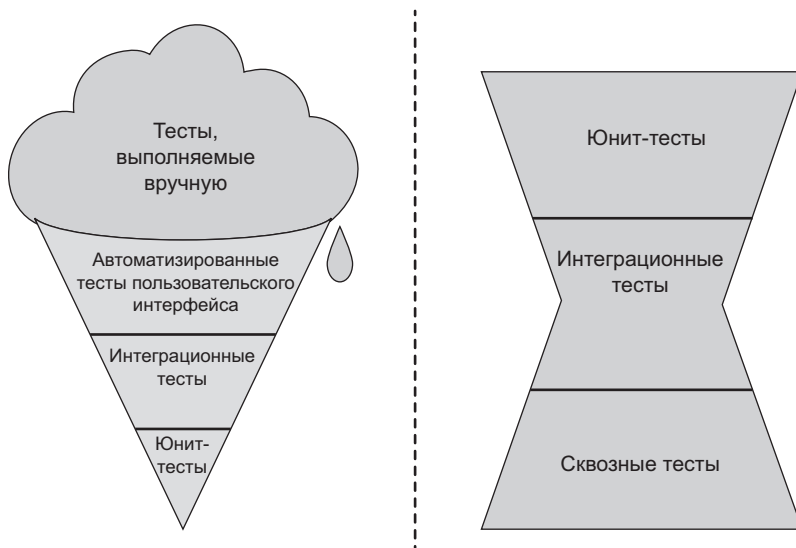 Тесты,
выполняемые
вручную
Автоматизированные
тесты пользовательского
интерфейса
Интеграционные
тесты
Юнит-
тесты
Юнит-тесты
Интеграционные
тесты
Сквозные тесты